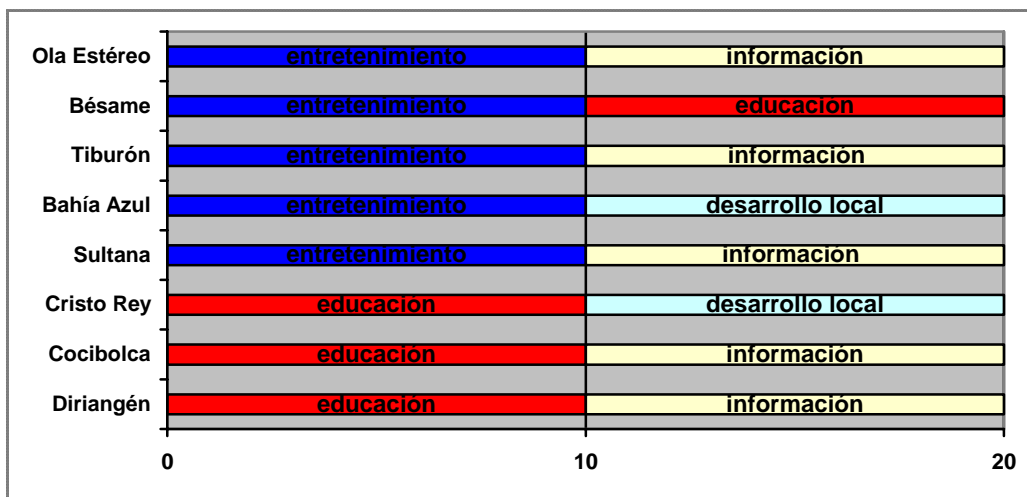 Ola Estéreo entretenimiento información
Bésame entretenimiento educación
Tiburón entretenimiento información
Bahía Azul entretenimiento desarrollo local
Sultana entretenimiento información
Cristo Rey educación desarrollo local
Cocibolca educación información
Diriangén educación información
0 10 20